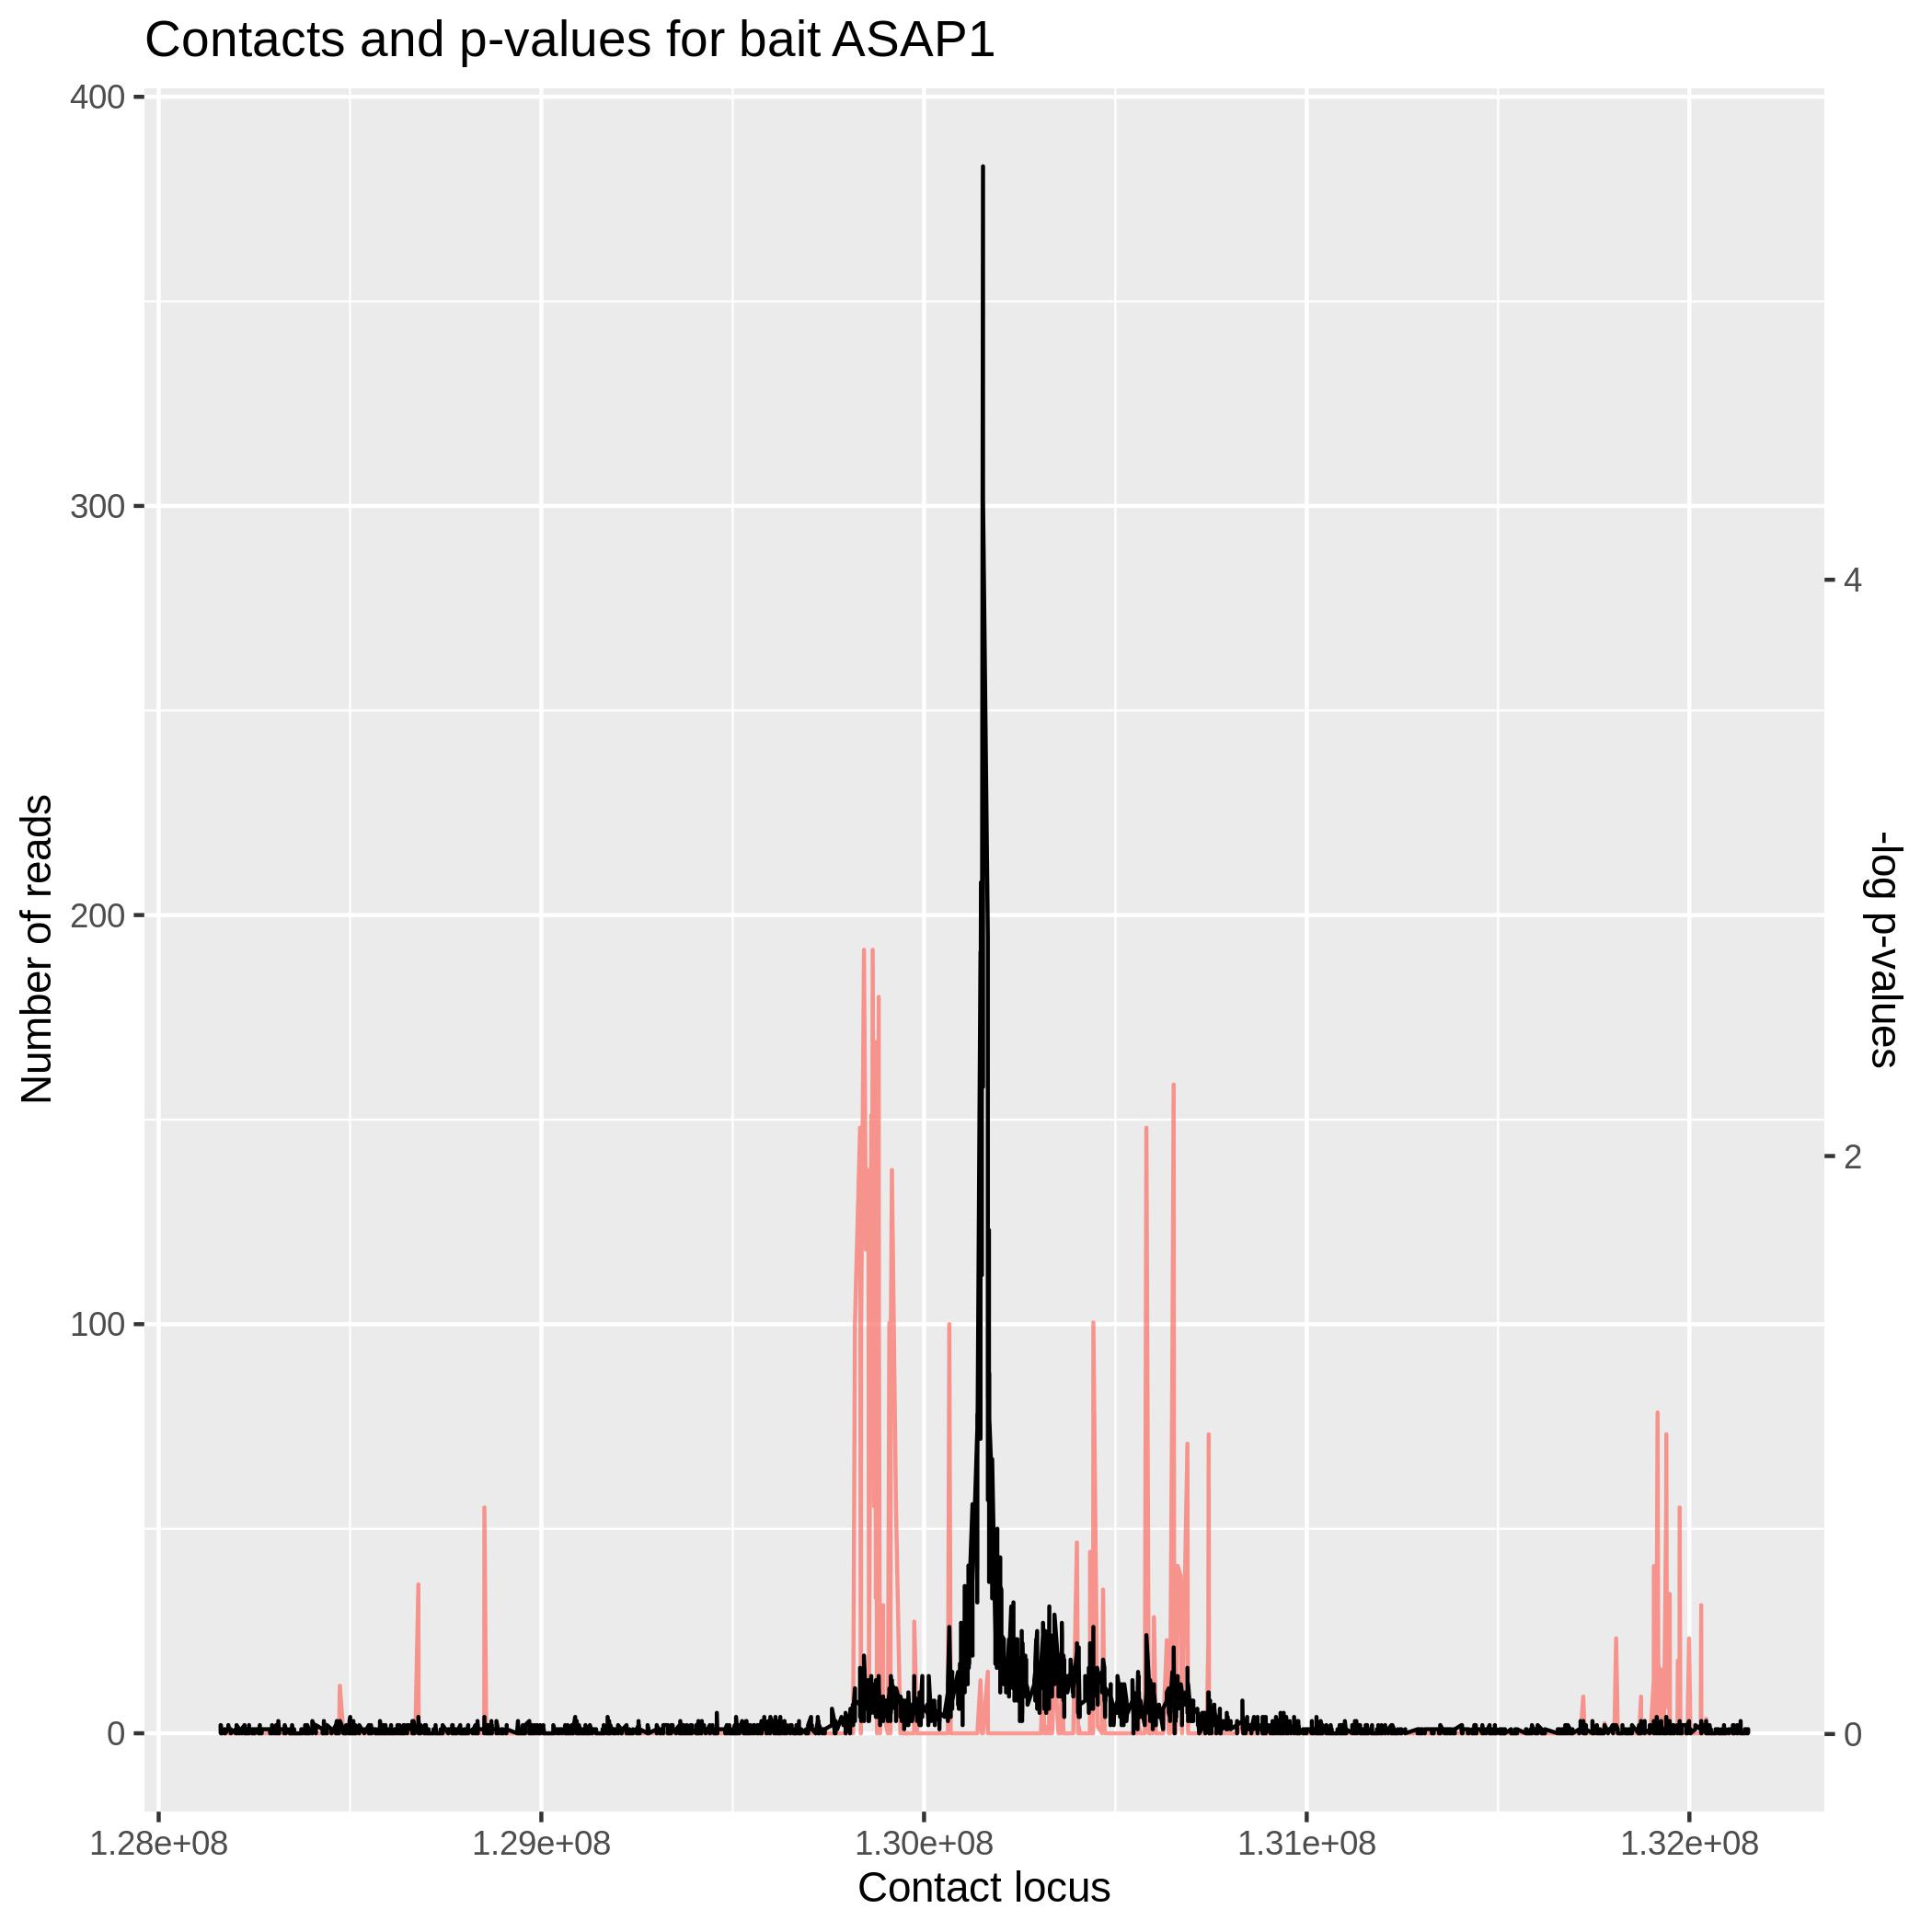 Contacts and p-values for bait ASAP1
400
300
200
100
0
Number of reads
4
2
0
-log p-values
1.28e+08
1.29e+08
1.30e+08
1.31e+08
1.32e+08
Contact locus